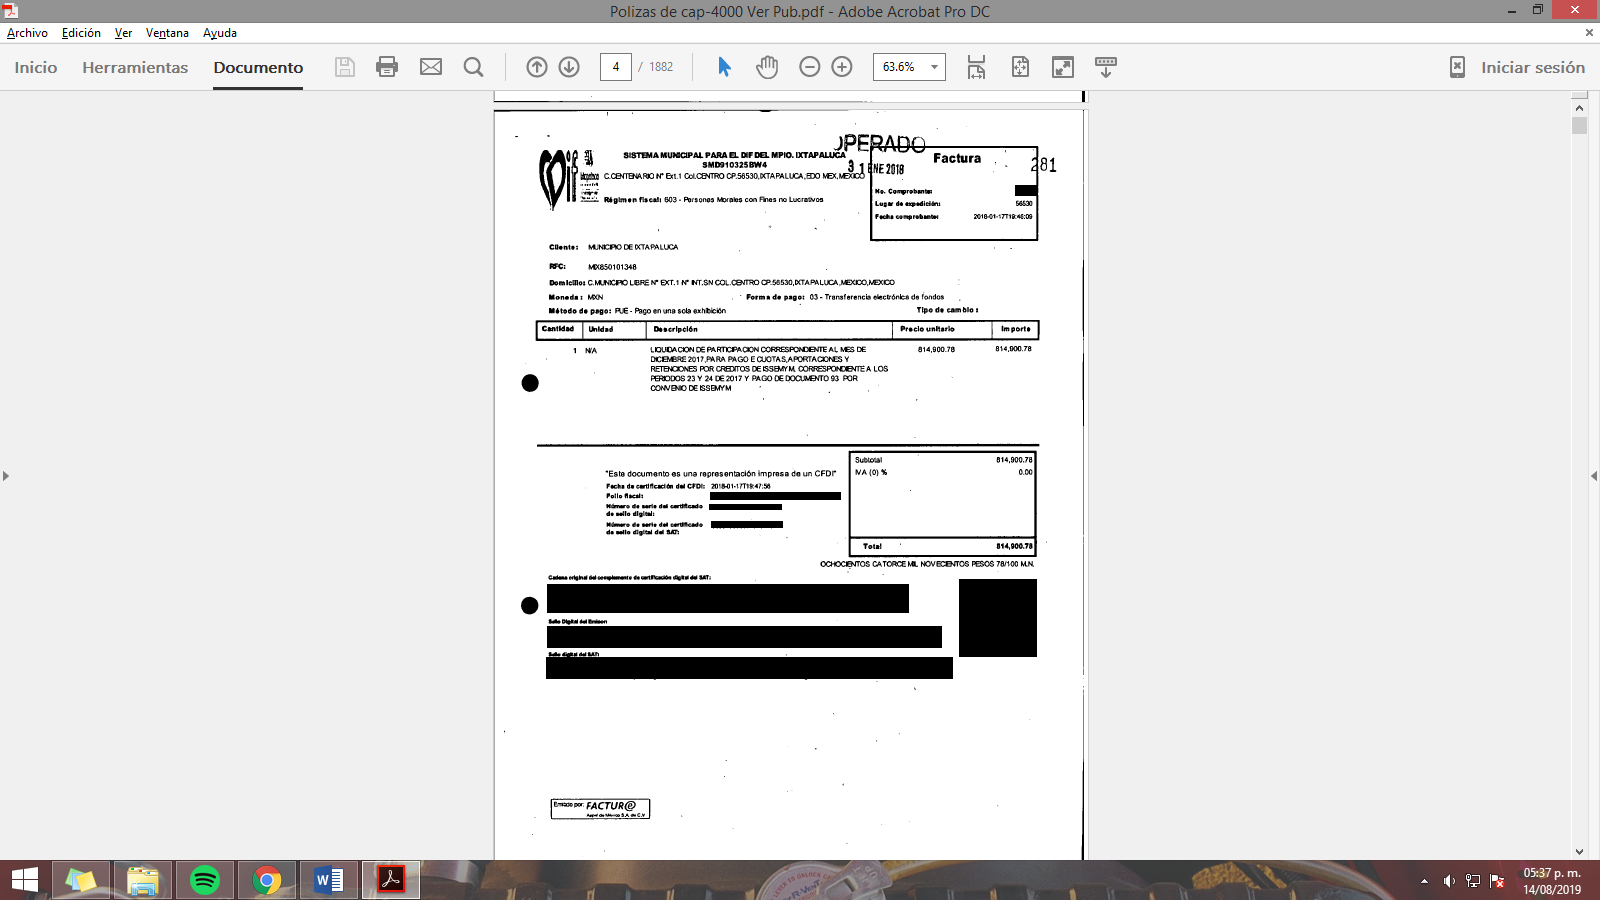 Polizas de cap-4000 Ver Pub.pdf - Adobe Acrobat Pro DC
Archivo Edición Ver Ventana Ayuda
Inicio Herramientas Documento 4 / 1882 63.6% Iniciar sesión
OPERADO
31 ENE 2018
281
SISTEMA MUNICIPAL PARA EL DIF DEL MPIO. IXTAPALUCA
SMD910325BW4
C.CENTENARIO N° Ext.1 Col.CENTRO CP.56530,IXTAPALUCA,EDO MEX,MEXICO
Régimen fiscal: 603 - Personas Morales con Fines no Lucrativos
Factura
No. Comprobante:
Lugar de expedición: 56530
Fecha comprobante: 2018-01-17T19:46:09
Cliente: MUNICIPIO DE IXTAPALUCA
RFC: MIX850101348
Domicilio: C.MUNICIPIO LIBRE N° EXT.1 N° INT.SN COL.CENTRO CP.56530,IXTAPALUCA,MEXICO,MEXICO
Moneda: MXN Forma de pago: 03 - Transferencia electrónica de fondos
Método de pago: PUE - Pago en una sola exhibición Tipo de cambio:
Cantidad Unidad Descripción Precio unitario Importe
1 N/A LIQUIDACION DE PARTICIPACION CORRESPONDIENTE AL MES DE 814,900.78 814,900.78
DICIEMBRE 2017,PARA PAGO E CUOTAS,APORTACIONES Y
RETENCIONES POR CREDITOS DE ISSEMYM, CORRESPONDIENTE A LOS
PERIODOS 23 Y 24 DE 2017 Y PAGO DE DOCUMENTO 93 POR
CONVENIO DE ISSEMYM
Subtotal 814,900.78
IVA (0) % 0.00
Total 814,900.78
"Este documento es una representación impresa de un CFDI"
Fecha de certificación del CFDI: 2018-01-17T19:47:56
Folio fiscal:
Número de serie del certificado
de sello digital:
Número de serie del certificado
de sello digital del SAT:
OCHOCIENTOS CATORCE MIL NOVECIENTOS PESOS 78/100 M.N.
Cadena original del complemento de certificación digital del SAT:
Sello Digital del Emisor
Sello digital del SAT:
Emitido por: FACTUR@
05:37 p. m.
14/08/2019